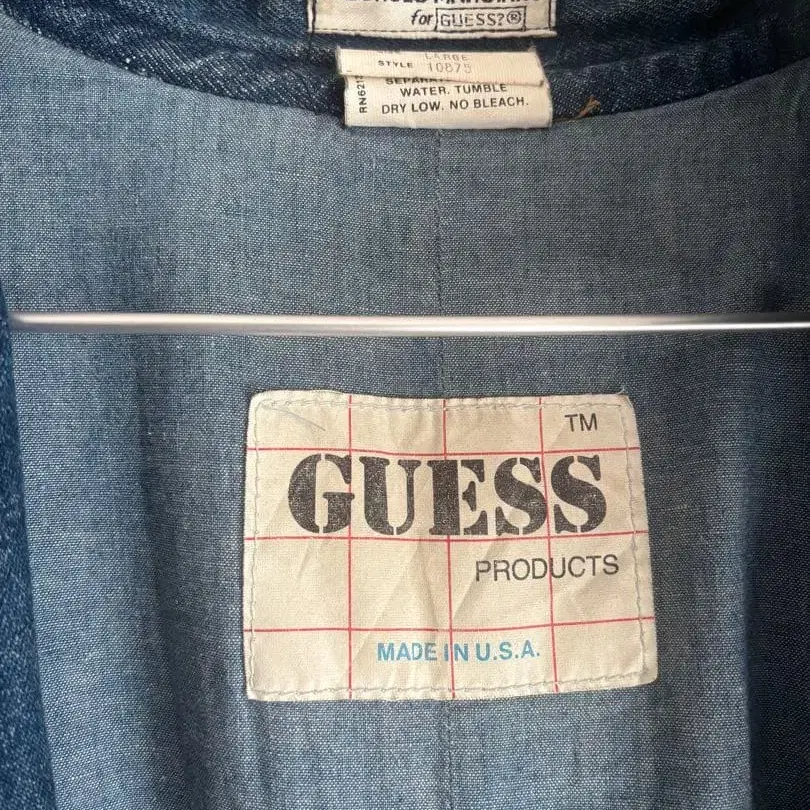 for GUESS?®
LARGE
STYLE 10875
WATER. TUMBLE
DRY LOW. NO BLEACH.
TM
GUESS
PRODUCTS
MADE IN U.S.A.